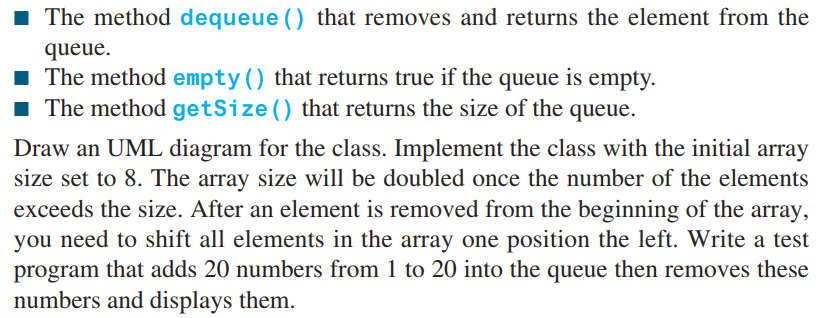 ■ The method dequeue() that removes and returns the element from the
queue.
■ The method empty() that returns true if the queue is empty.
■ The method getSize() that returns the size of the queue.
Draw an UML diagram for the class. Implement the class with the initial array
size set to 8. The array size will be doubled once the number of the elements
exceeds the size. After an element is removed from the beginning of the array,
you need to shift all elements in the array one position the left. Write a test
program that adds 20 numbers from 1 to 20 into the queue then removes these
numbers and displays them.